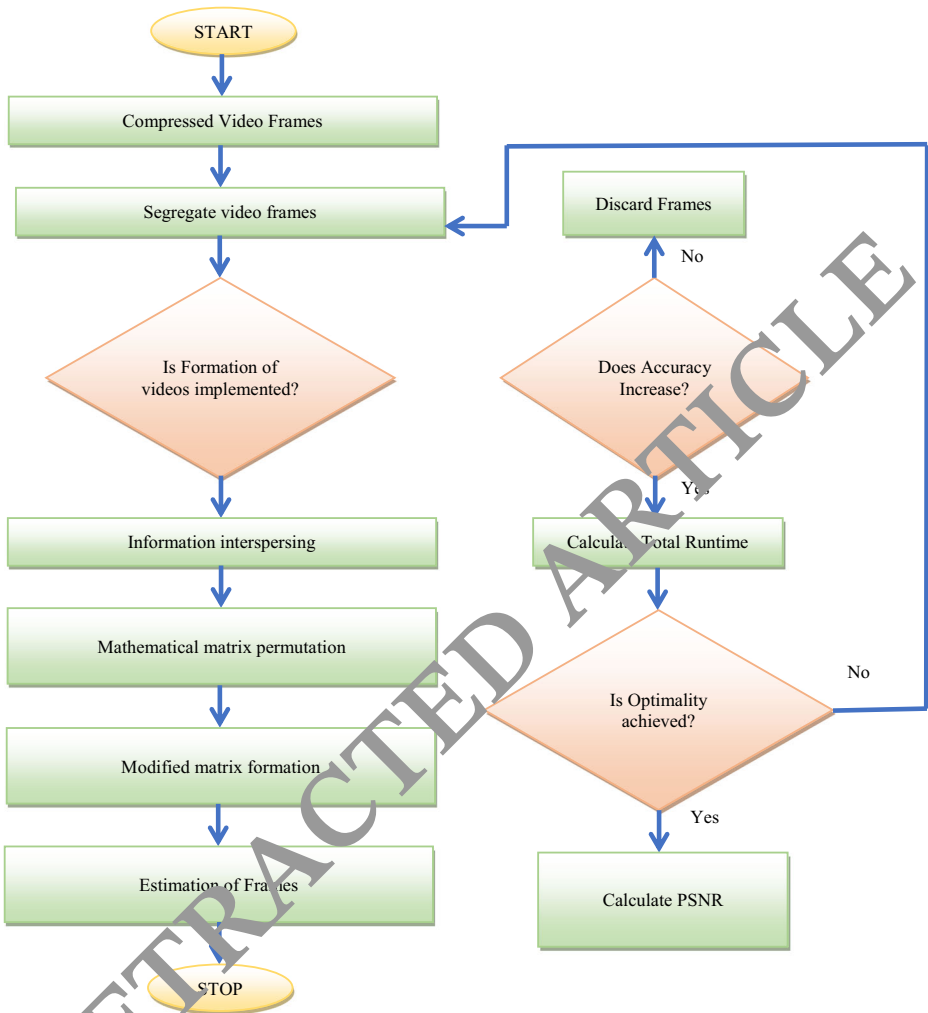 START
Compressed Video Frames
Segregate video frames
Is Formation of
videos implemented?
Information interspersing
Mathematical matrix permutation
Modified matrix formation
Estimation of Frames
STOP
Discard Frames
No
Does Accuracy
Increase?
Yes
Calculate Total Runtime
Is Optimality
achieved?
No
Yes
Calculate PSNR
ETRACTED ARTICLE